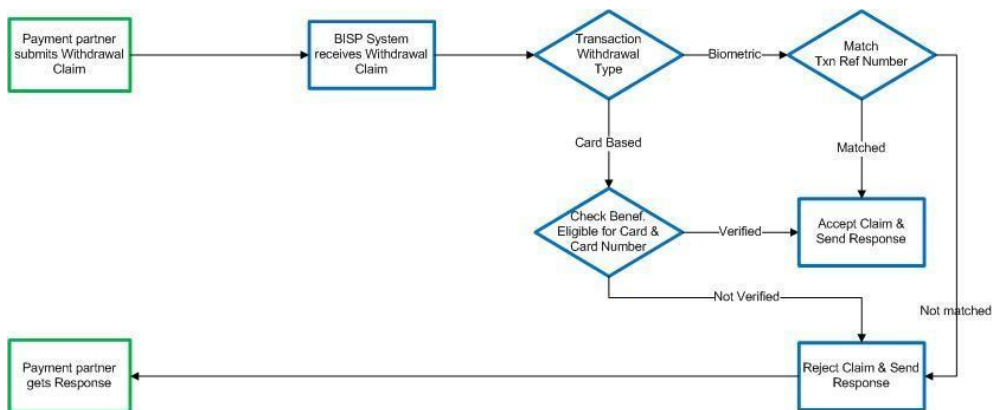 Payment partner
submits Withdrawal
Claim
BISP System
receives Withdrawal
Claim
Transaction
Withdrawal
Type
Biometric
Match
Txn Ref Number
Card Based
Matched
Check Benef.
Eligible for Card &
Card Number
Verified
Accept Claim &
Send Response
Not Verified
Not matched
Payment partner
gets Response
Reject Claim & Send
Response